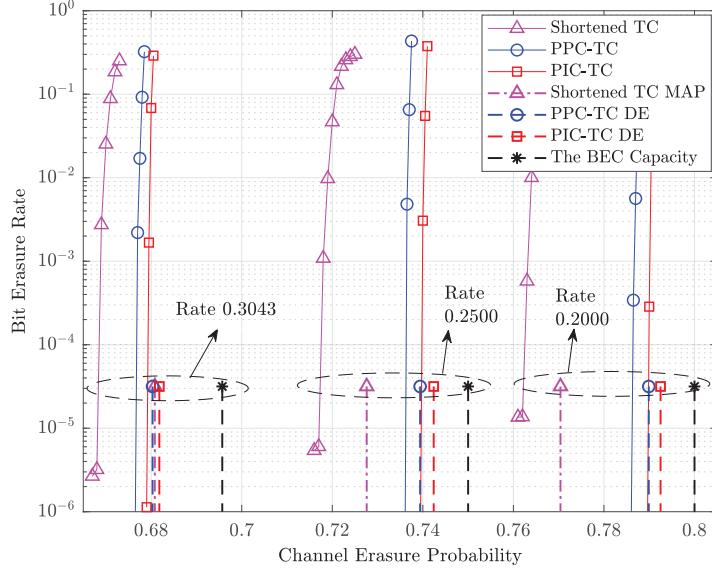 Shortened TC
PPC-TC
PIC-TC
Shortened TC MAP
PPC-TC DE
PIC-TC DE
The BEC Capacity
10⁰
10⁻¹
10⁻²
10⁻³
10⁻⁴
10⁻⁵
10⁻⁶
Bit Erasure Rate
Rate 0.3043
Rate
0.2500
Rate
0.2000
0.68 0.7 0.72 0.74 0.76 0.78 0.8
Channel Erasure Probability